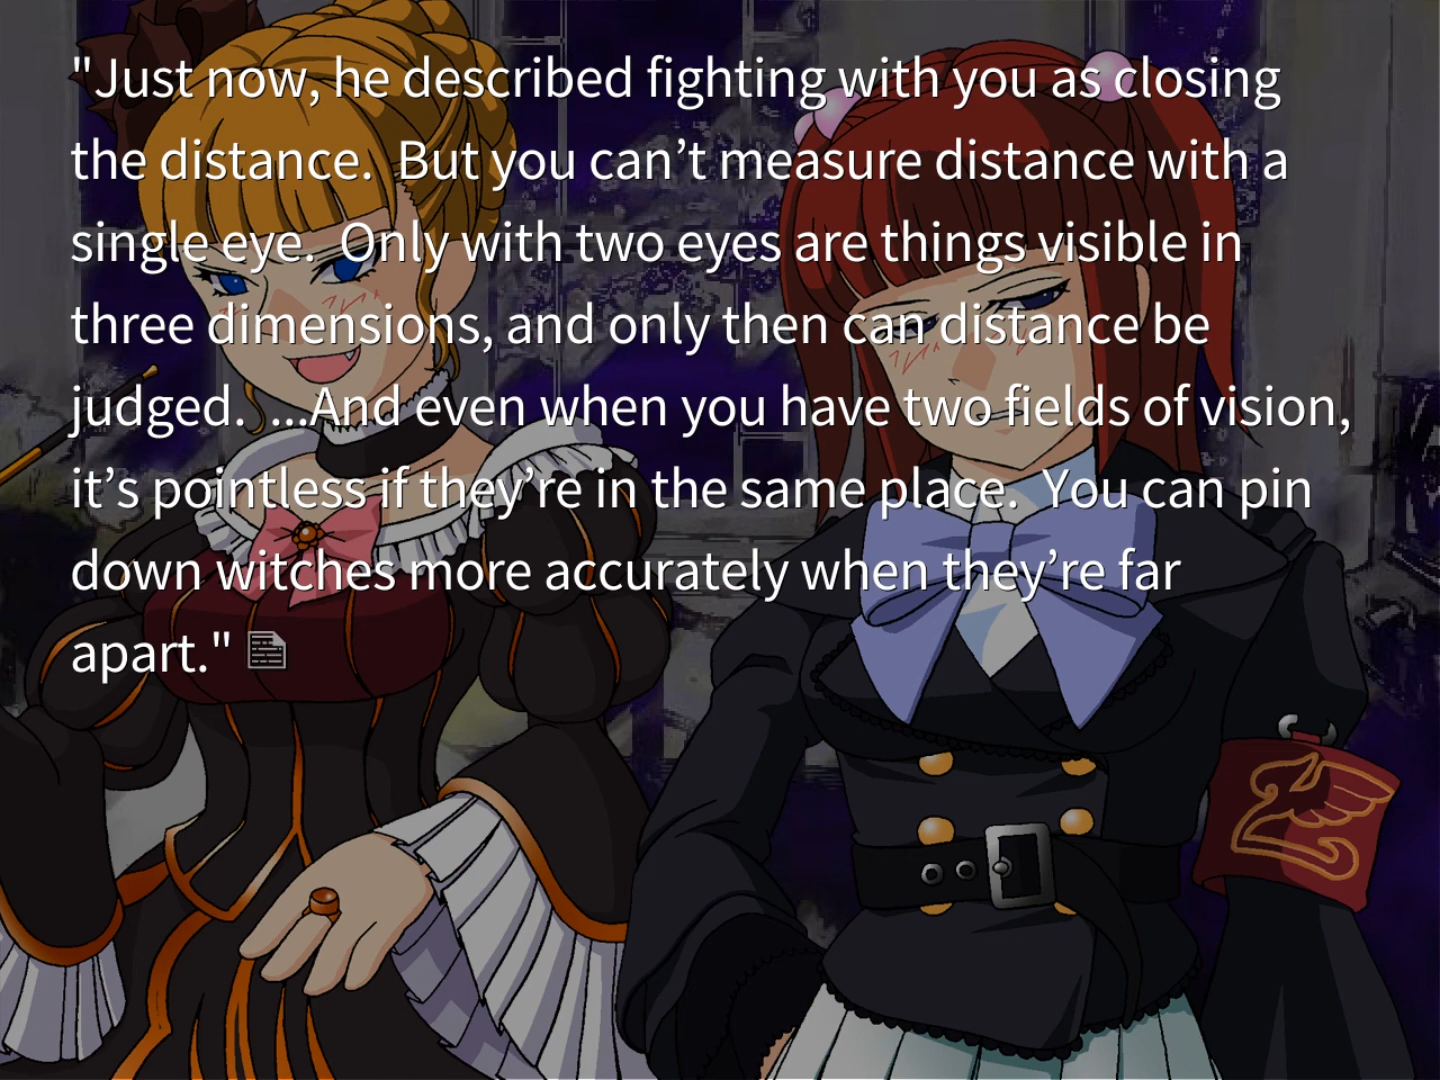 "Just now, he described fighting with you as closing
the distance.  But you can’t measure distance with a
single eye.  Only with two eyes are things visible in
three dimensions, and only then can distance be
judged.  ...And even when you have two fields of vision,
it’s pointless if they’re in the same place.  You can pin
down witches more accurately when they’re far
apart."